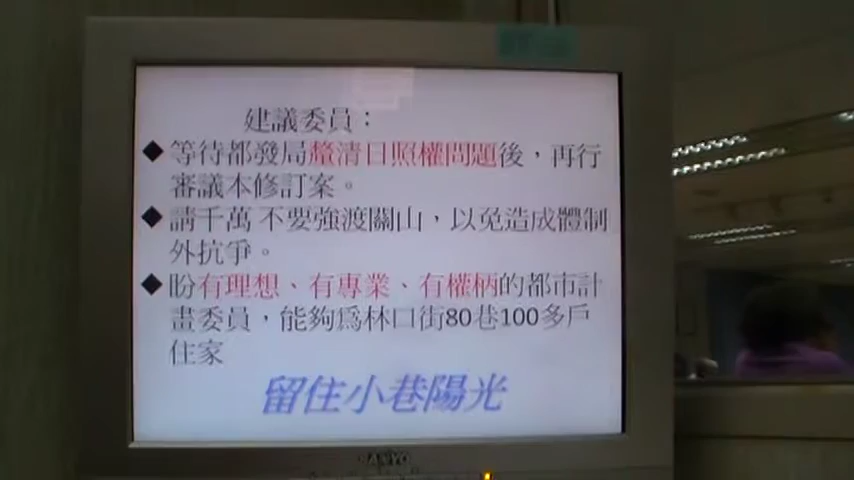 建議委員：
◆等待都發局釐清日照權問題後，再行
審議本修訂案。
◆請千萬 不要強渡關山，以免造成體制
外抗爭。
◆盼有理想、有專業、有權柄的都市計
畫委員，能夠為林口街80巷100多戶
住家
留住小巷陽光
SANYO